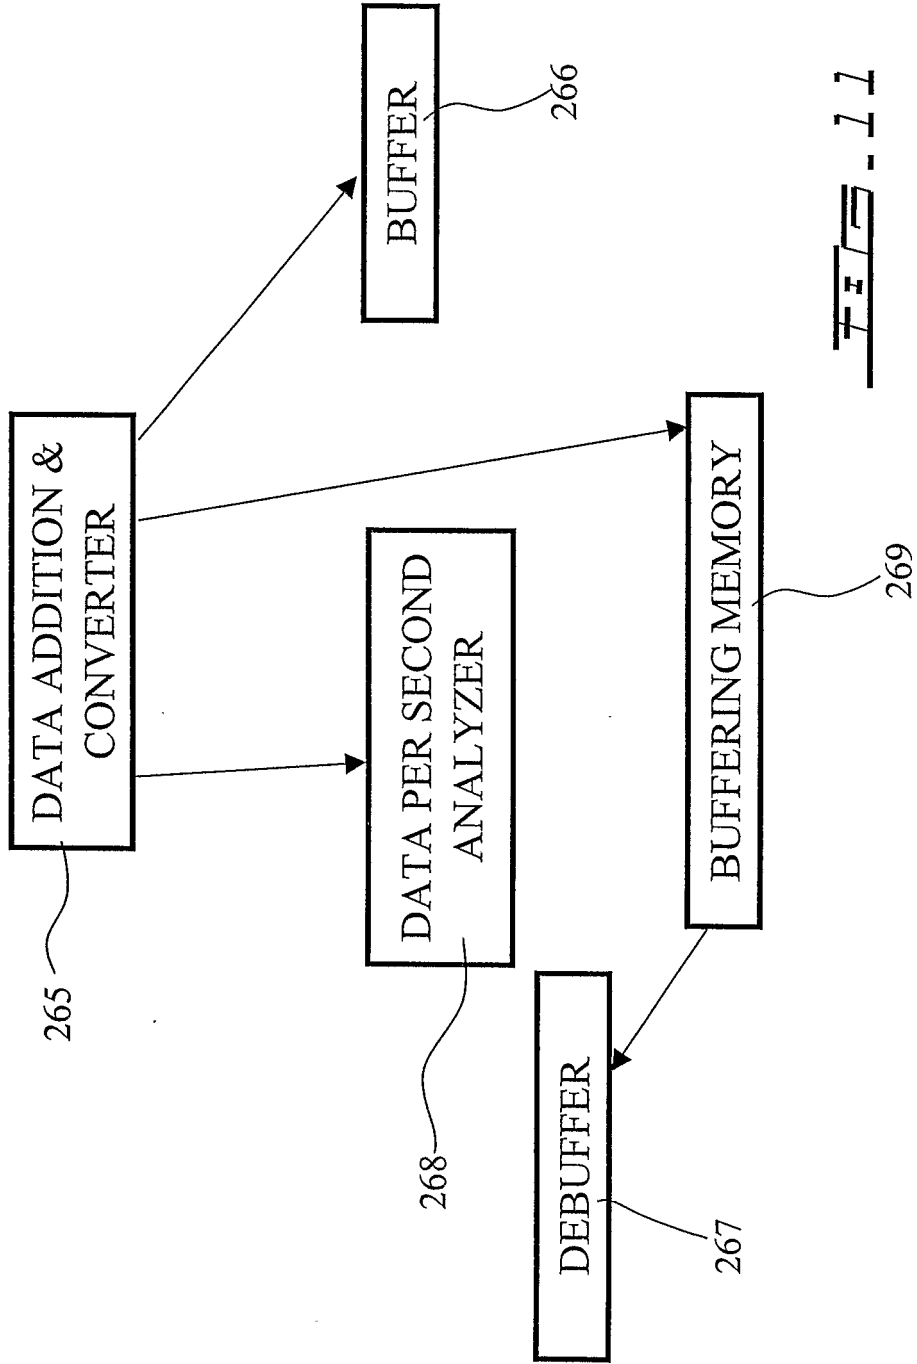 DATA ADDITION &
CONVERTER
265
BUFFER
266
DATA PER SECOND
ANALYZER
268
DEBUFFER
267
BUFFERING MEMORY
269
FIG. 11